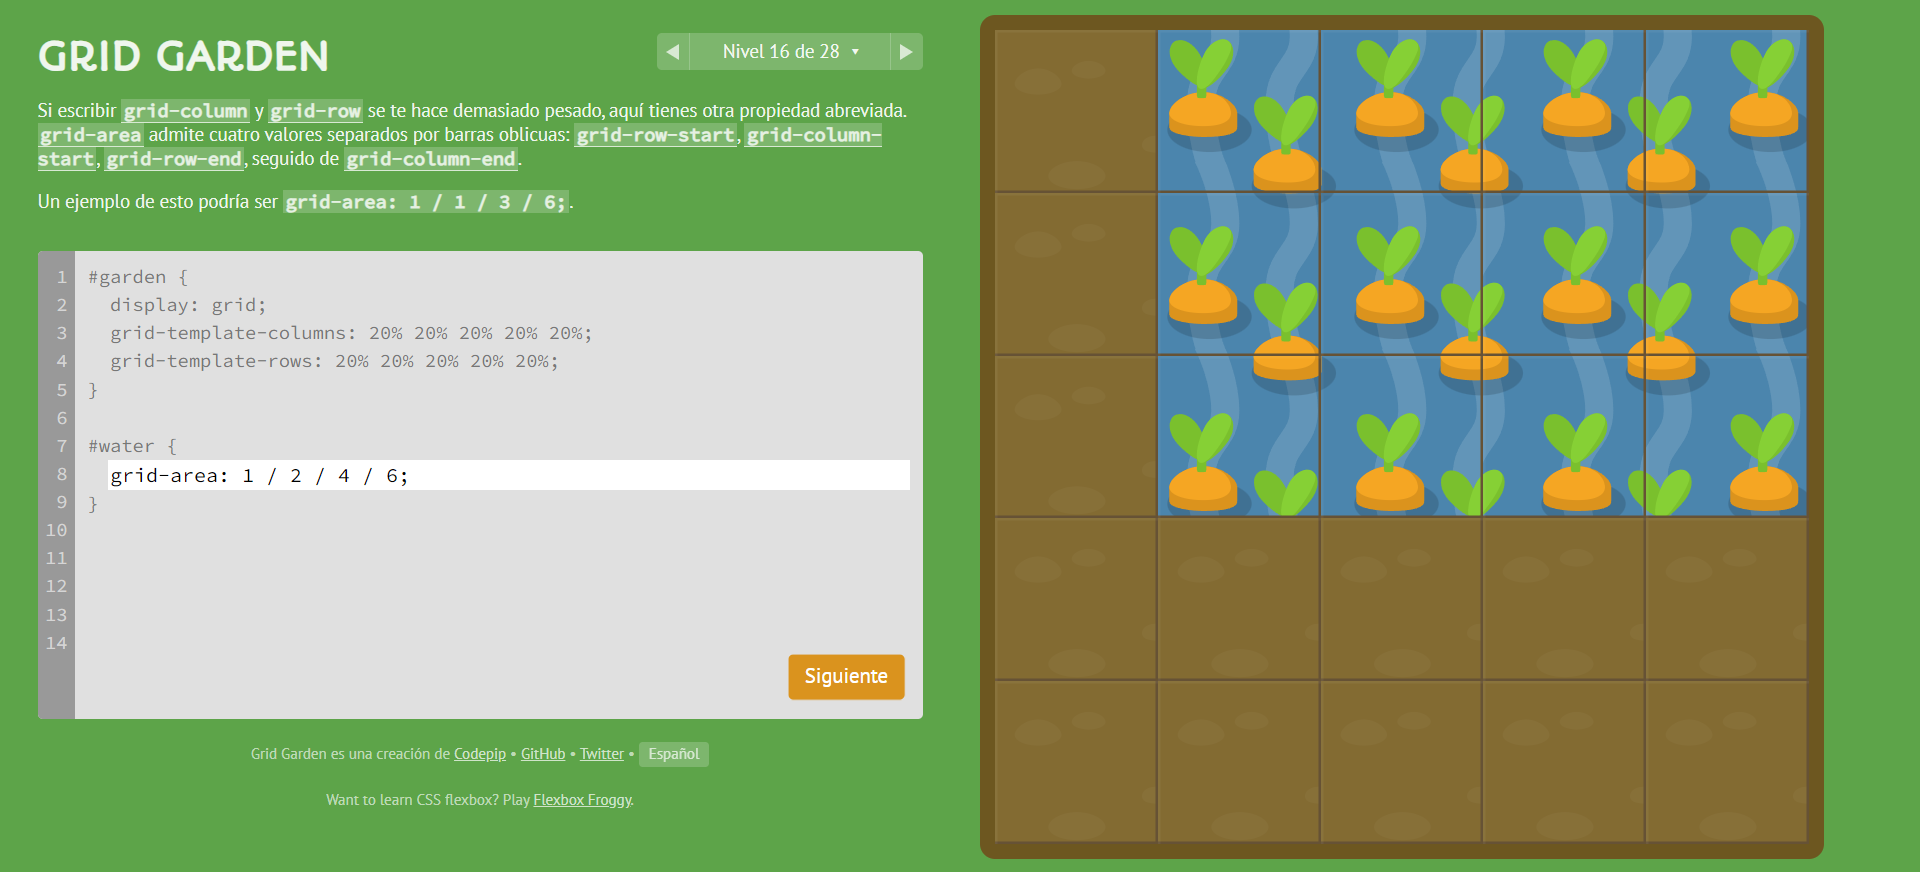 GRID GARDEN
Nivel 16 de 28
Si escribir grid-column y grid-row se te hace demasiado pesado, aquí tienes otra propiedad abreviada.
grid-area admite cuatro valores separados por barras oblicuas: grid-row-start, grid-column-
start, grid-row-end, seguido de grid-column-end.
Un ejemplo de esto podría ser grid-area: 1 / 1 / 3 / 6;.
1 #garden {
2 display: grid;
3 grid-template-columns: 20% 20% 20% 20% 20%;
4 grid-template-rows: 20% 20% 20% 20% 20%;
5 }
6
7 #water {
8 grid-area: 1 / 2 / 4 / 6;
9 }
10
11
12
13
14
Siguiente
Grid Garden es una creación de Codepip • GitHub • Twitter • Español
Want to learn CSS flexbox? Play Flexbox Froggy.